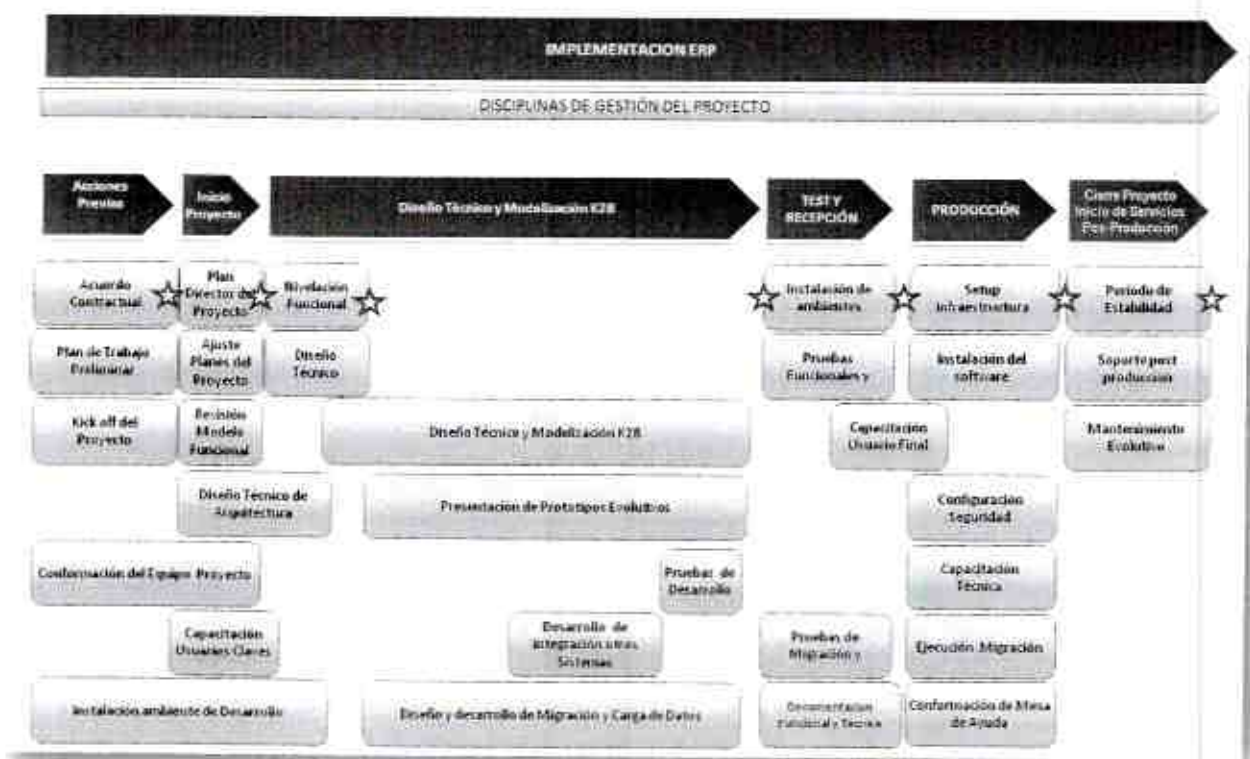 IMPLEMENTACION ERP
DISCIPLINAS DE GESTIÓN DEL PROYECTO
Acciones
Previas
Inicio
Proyecto
Diseño Técnico y Modelización K2B
TEST Y
RECEPCIÓN
PRODUCCIÓN
Cierre Proyecto
Inicio de Servicios
Pos-Producción
Acuerdo
Contractual
Plan
Director del
Proyecto
Nivelación
Funcional
Instalación de
ambientes
Setup
Infraestructura
Periodo de
Estabilidad
Plan de Trabajo
Preliminar
Ajuste
Planes del
Proyecto
Diseño
Técnico
Pruebas
Funcionales y
Instalación del
software
Soporte post
producción
Kick off del
Proyecto
Revisión
Modelo
Funcional
Diseño Técnico y Modelización K2B
Capacitación
Usuario Final
Mantenimiento
Evolutivo
Diseño Técnico de
Arquitectura
Presentación de Prototipos Evolutivos
Configuración
Seguridad
Conformación del Equipo Proyecto
Pruebas de
Desarrollo
Capacitación
Técnica
Capacitación
Usuarios Claves
Desarrollo de
integración otros
Sistemas
Pruebas de
Migración y
Ejecución Migración
Instalación ambiente de Desarrollo
Diseño y desarrollo de Migración y Carga de Datos
Documentación
Funcional y Técnica
Conformación de Mesa
de Ayuda